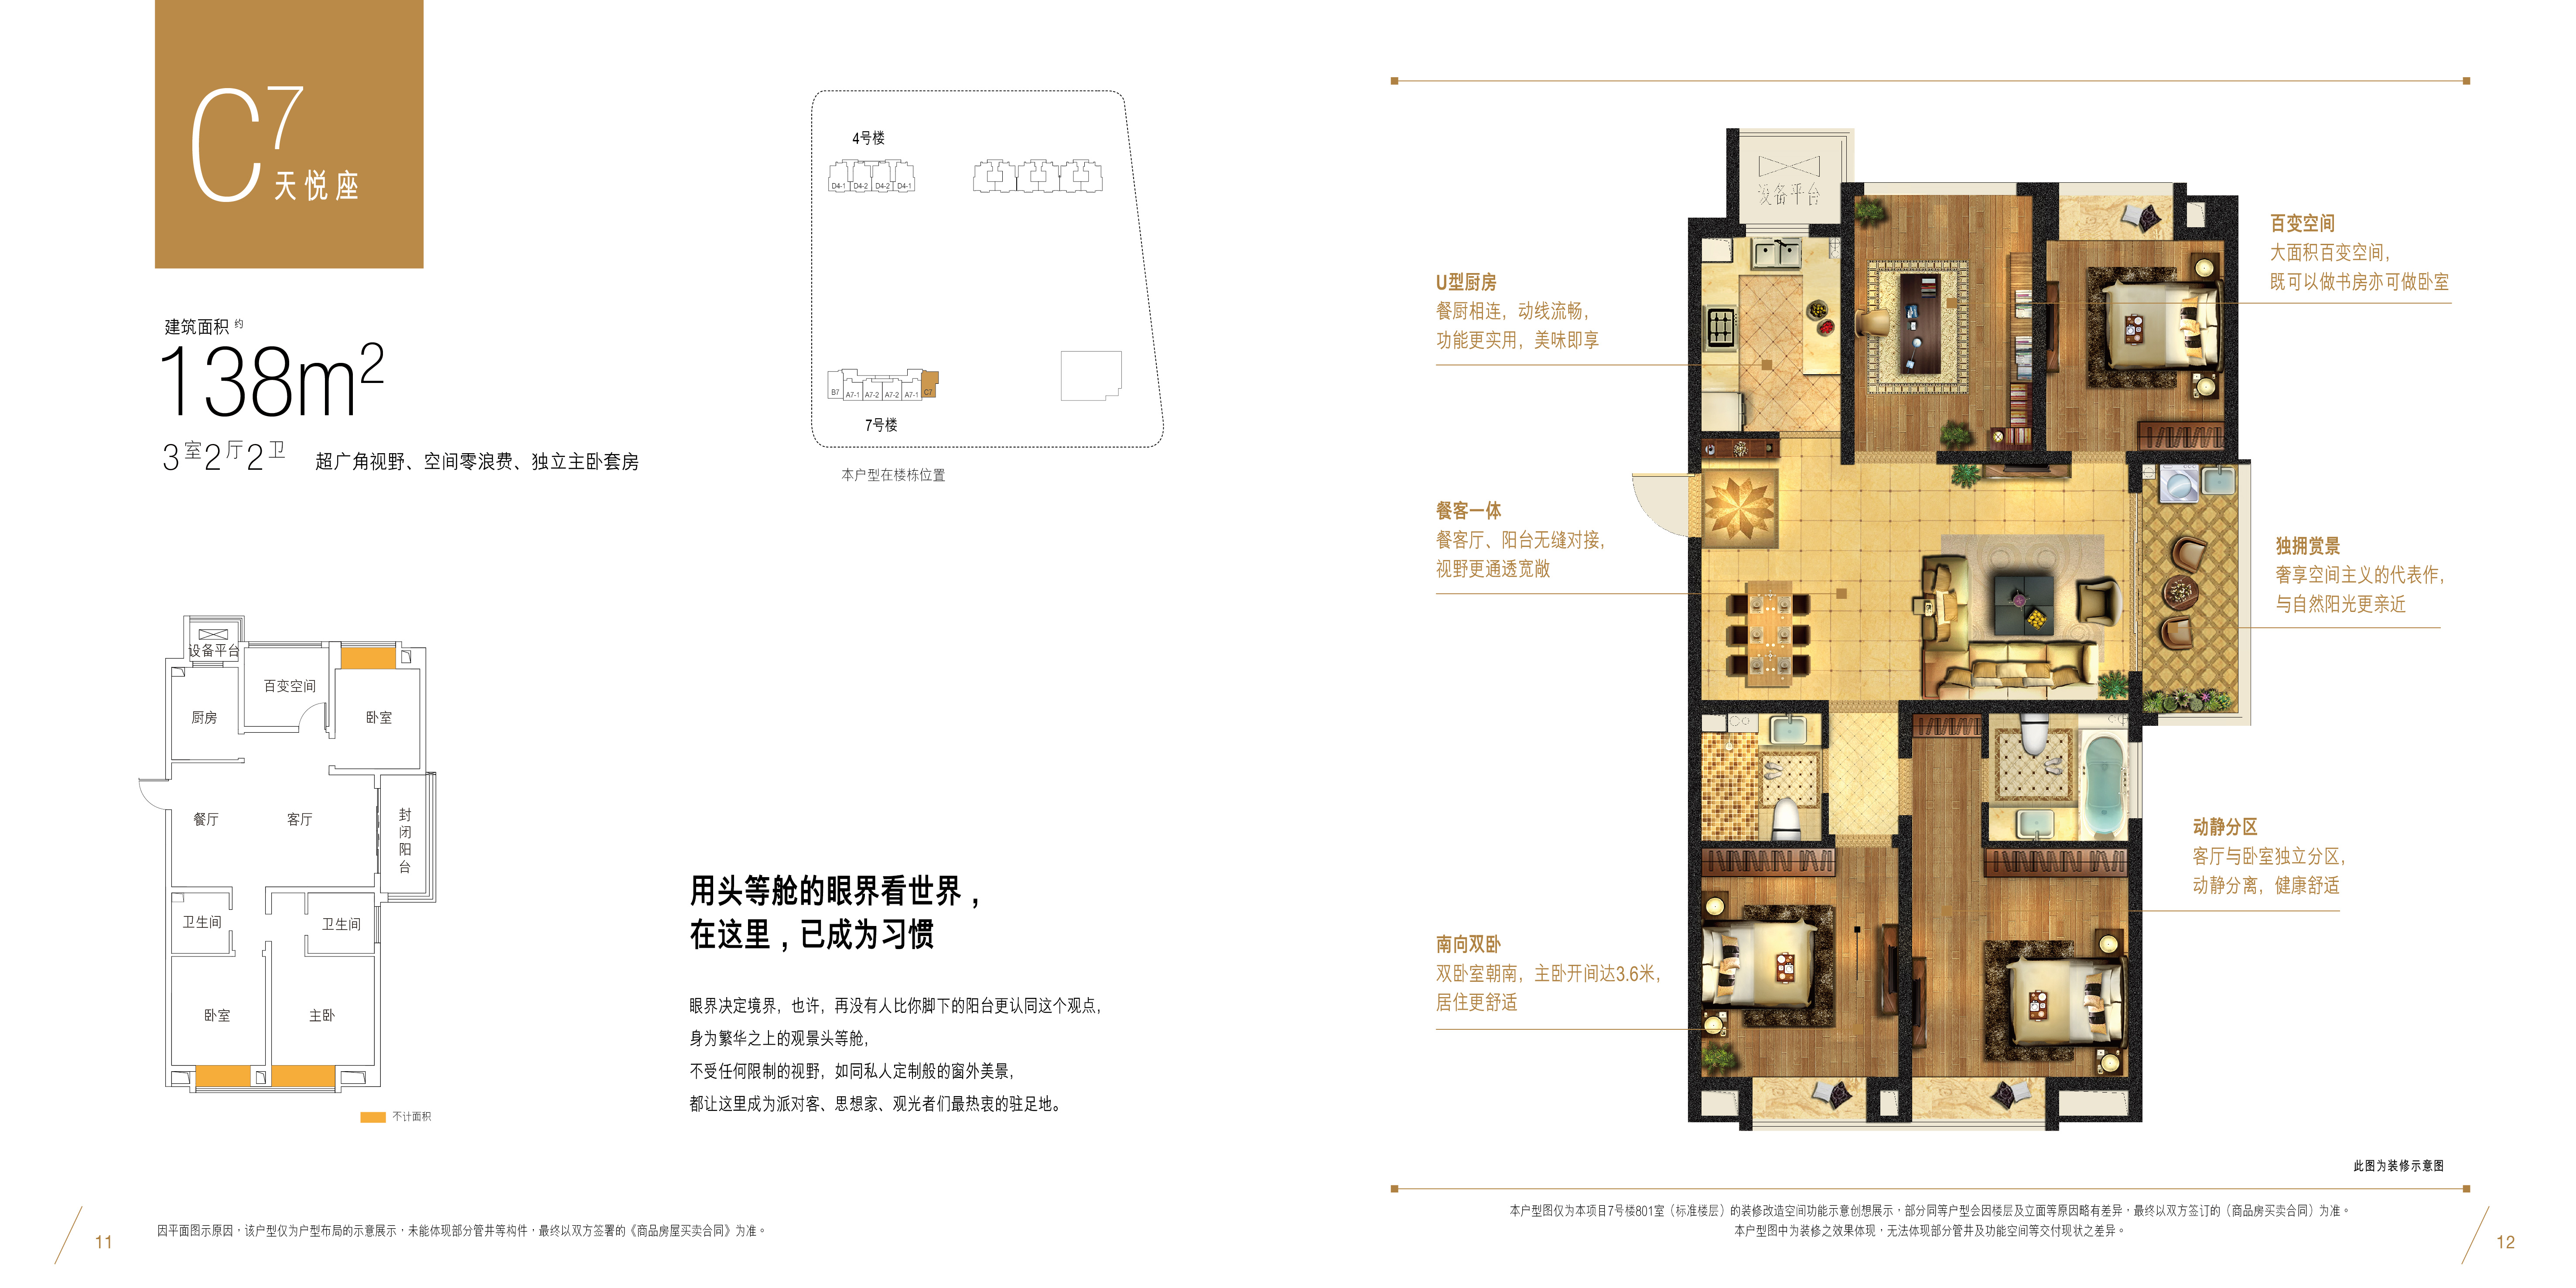 C7
天悦座
建筑面积 约
138m²
3室2厅2卫 超广角视野、空间零浪费、独立主卧套房
4号楼
D4-1 D4-2 D4-2 D4-1
B7 A7-1 A7-2 A7-2 A7-1 C7
7号楼
本户型在楼栋位置
设备平台
百变空间
厨房
卧室
餐厅
客厅
封闭阳台
卫生间
卫生间
卧室
主卧
不计面积
用头等舱的眼界看世界，
在这里，已成为习惯
眼界决定境界，也许，再没有人比你脚下的阳台更认同这个观点，
身为繁华之上的观景头等舱，
不受任何限制的视野，如同私人定制般的窗外美景，
都让这里成为派对客、思想家、观光者们最热衷的驻足地。
因平面图示原因，该户型仅为户型布局的示意展示，未能体现部分管井等构件，最终以双方签署的《商品房屋买卖合同》为准。
11
设备平台
U型厨房
餐厨相连，动线流畅，
功能更实用，美味即享
餐客一体
餐客厅、阳台无缝对接，
视野更通透宽敞
南向双卧
双卧室朝南，主卧开间达3.6米，
居住更舒适
百变空间
大面积百变空间，
既可以做书房亦可做卧室
独拥赏景
奢享空间主义的代表作，
与自然阳光更亲近
动静分区
客厅与卧室独立分区，
动静分离，健康舒适
此图为装修示意图
本户型图仅为本项目7号楼801室（标准楼层）的装修改造空间功能示意创想展示，部分同等户型会因楼层及立面等原因略有差异，最终以双方签订的（商品房买卖合同）为准。
本户型图中为装修之效果体现，无法体现部分管井及功能空间等交付现状之差异。
12